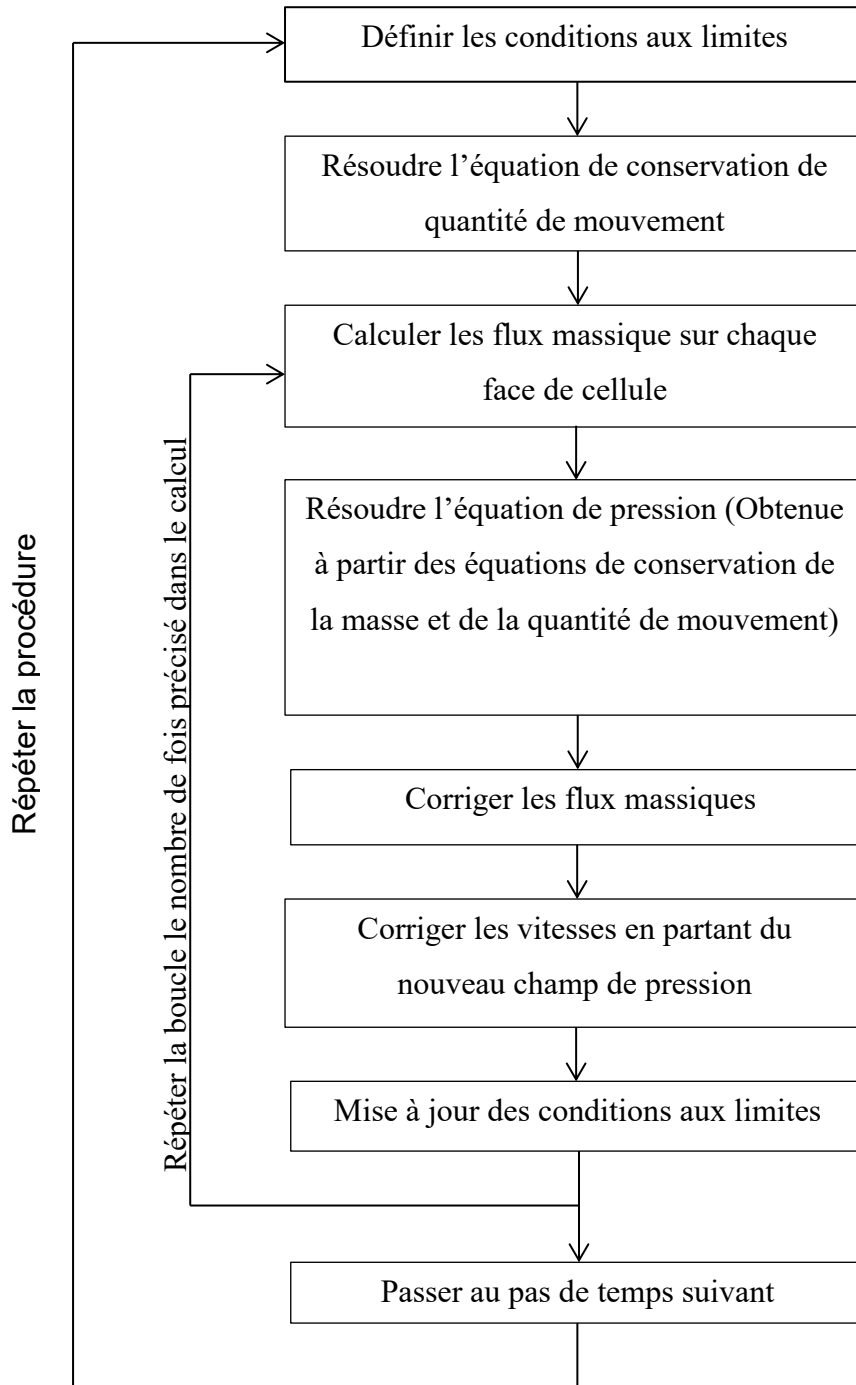 Définir les conditions aux limites
Résoudre l’équation de conservation de
quantité de mouvement
Calculer les flux massique sur chaque
face de cellule
Résoudre l’équation de pression (Obtenue
à partir des équations de conservation de
la masse et de la quantité de mouvement)
Corriger les flux massiques
Corriger les vitesses en partant du
nouveau champ de pression
Mise à jour des conditions aux limites
Passer au pas de temps suivant
Répéter la boucle le nombre de fois précisé dans le calcul
Répéter la procédure